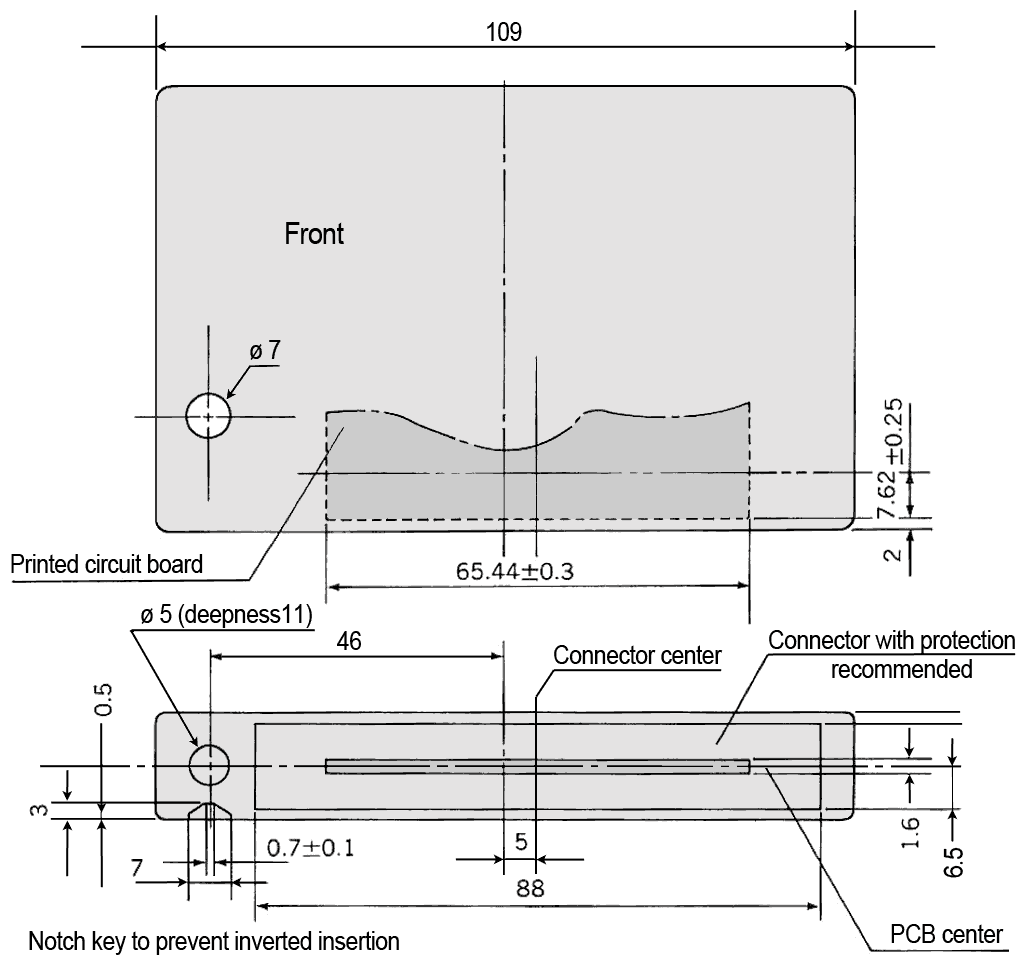 109
Front
ø 7
7.62 ±0.25
2
Printed circuit board
65.44±0.3
ø 5 (deepness11)
46
Connector center
Connector with protection
recommended
0.5
3
7
0.7±0.1
5
88
1.6
6.5
PCB center
Notch key to prevent inverted insertion